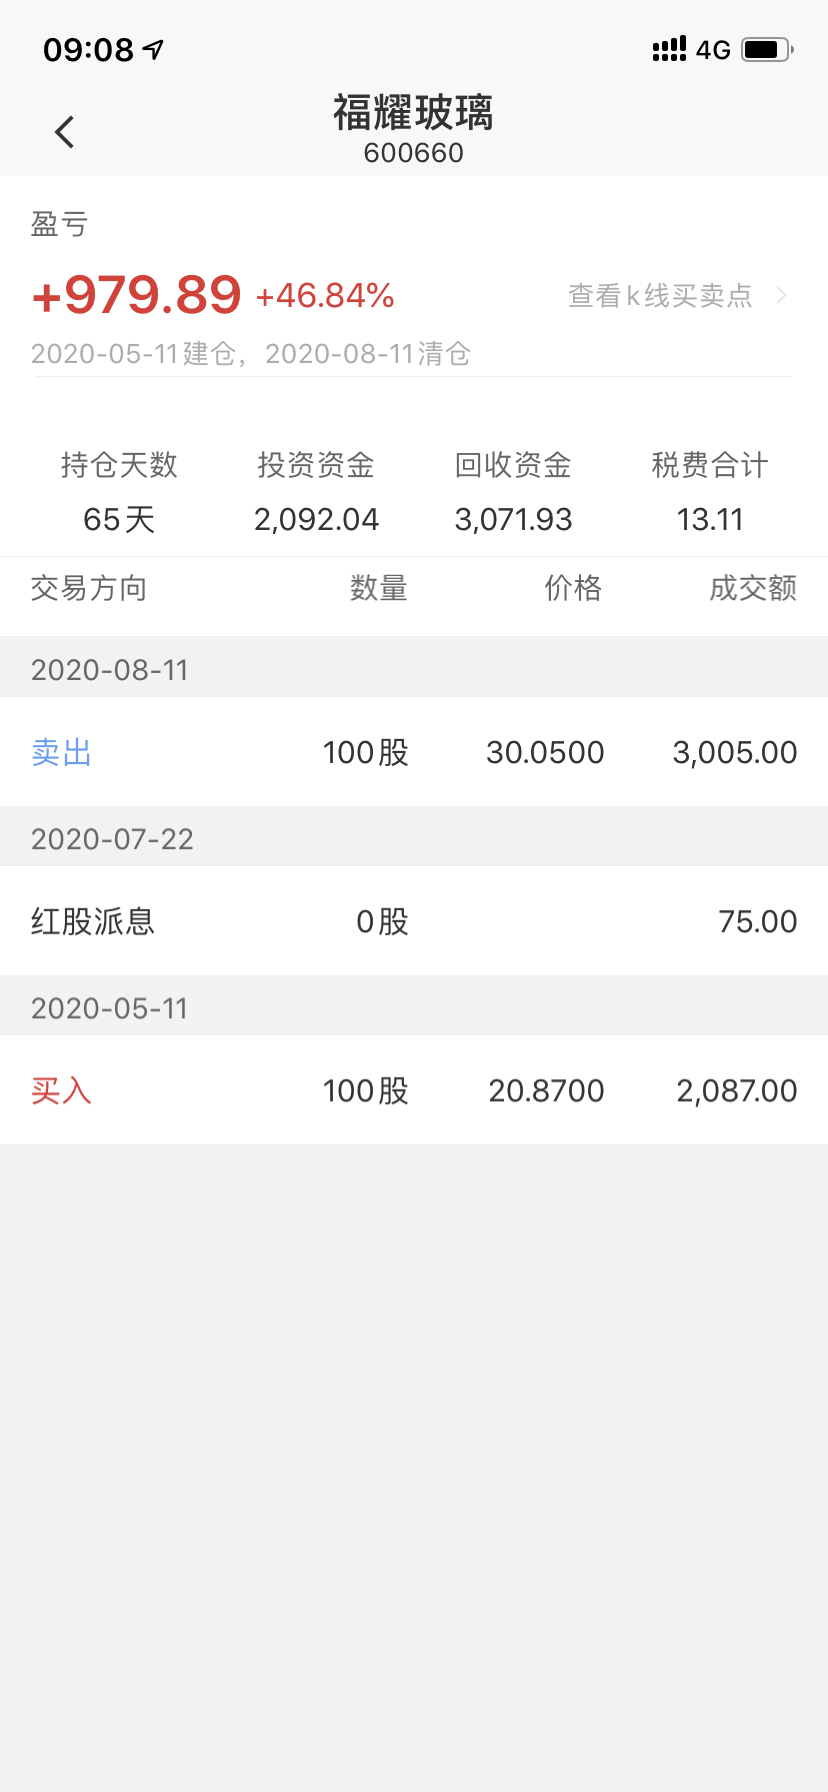 09:08 4G
福耀玻璃
600660
盈亏
+979.89 +46.84% 查看k线买卖点
2020-05-11建仓，2020-08-11清仓
持仓天数 投资资金 回收资金 税费合计
65天 2,092.04 3,071.93 13.11
交易方向 数量 价格 成交额
2020-08-11
卖出 100股 30.0500 3,005.00
2020-07-22
红股派息 0股 75.00
2020-05-11
买入 100股 20.8700 2,087.00